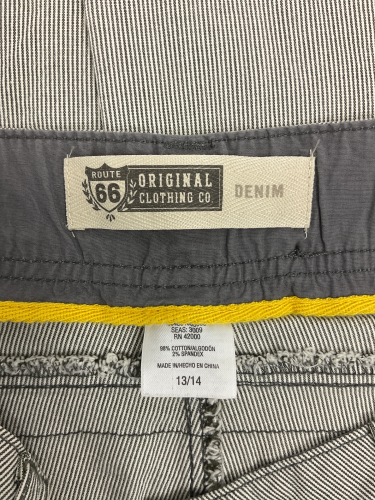 ROUTE
66
ORIGINAL
CLOTHING CO.
DENIM
SEAS: 3609
RN 42000
98% COTTON/ALGODÓN
2% SPANDEX
MADE IN/HECHO EN CHINA
13/14